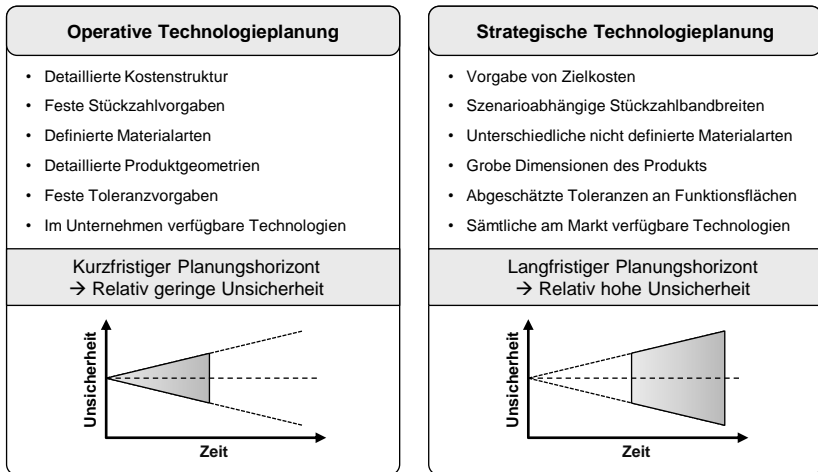 Operative Technologieplanung
• Detaillierte Kostenstruktur
• Feste Stückzahlvorgaben
• Definierte Materialarten
• Detaillierte Produktgeometrien
• Feste Toleranzvorgaben
• Im Unternehmen verfügbare Technologien
Kurzfristiger Planungshorizont
→ Relativ geringe Unsicherheit
Unsicherheit
Zeit
Strategische Technologieplanung
• Vorgabe von Zielkosten
• Szenarioabhängige Stückzahlbandbreiten
• Unterschiedliche nicht definierte Materialarten
• Grobe Dimensionen des Produkts
• Abgeschätzte Toleranzen an Funktionsflächen
• Sämtliche am Markt verfügbare Technologien
Langfristiger Planungshorizont
→ Relativ hohe Unsicherheit
Unsicherheit
Zeit